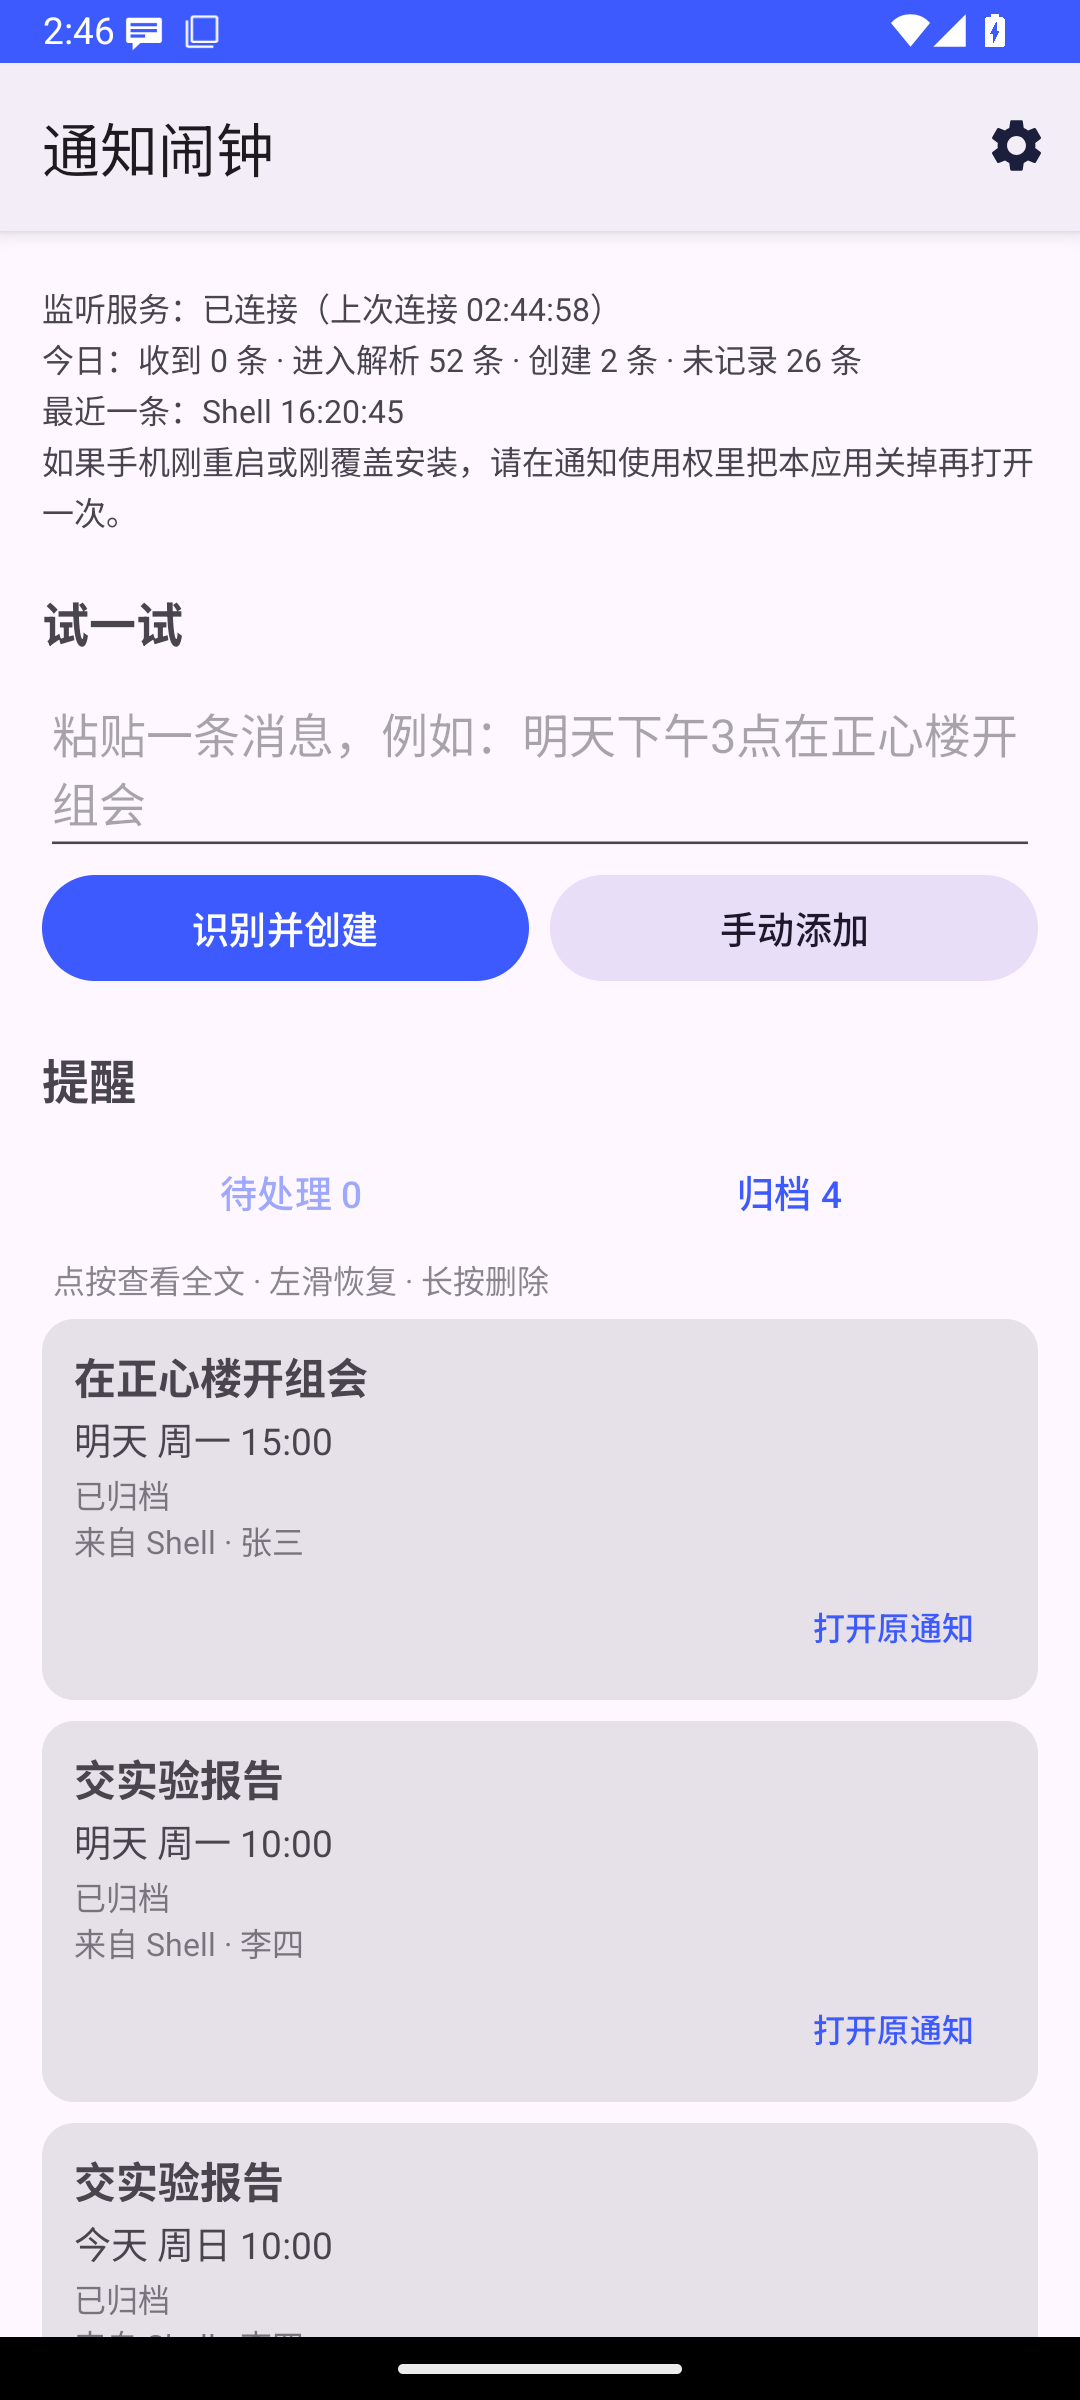 2:46
通知闹钟
监听服务：已连接（上次连接 02:44:58）
今日：收到 0 条 · 进入解析 52 条 · 创建 2 条 · 未记录 26 条
最近一条：Shell 16:20:45
如果手机刚重启或刚覆盖安装，请在通知使用权里把本应用关掉再打开
一次。
试一试
粘贴一条消息，例如：明天下午3点在正心楼开
组会
识别并创建
手动添加
提醒
待处理 0
归档 4
点按查看全文 · 左滑恢复 · 长按删除
在正心楼开组会
明天 周一 15:00
已归档
来自 Shell · 张三
打开原通知
交实验报告
明天 周一 10:00
已归档
来自 Shell · 李四
打开原通知
交实验报告
今天 周日 10:00
已归档